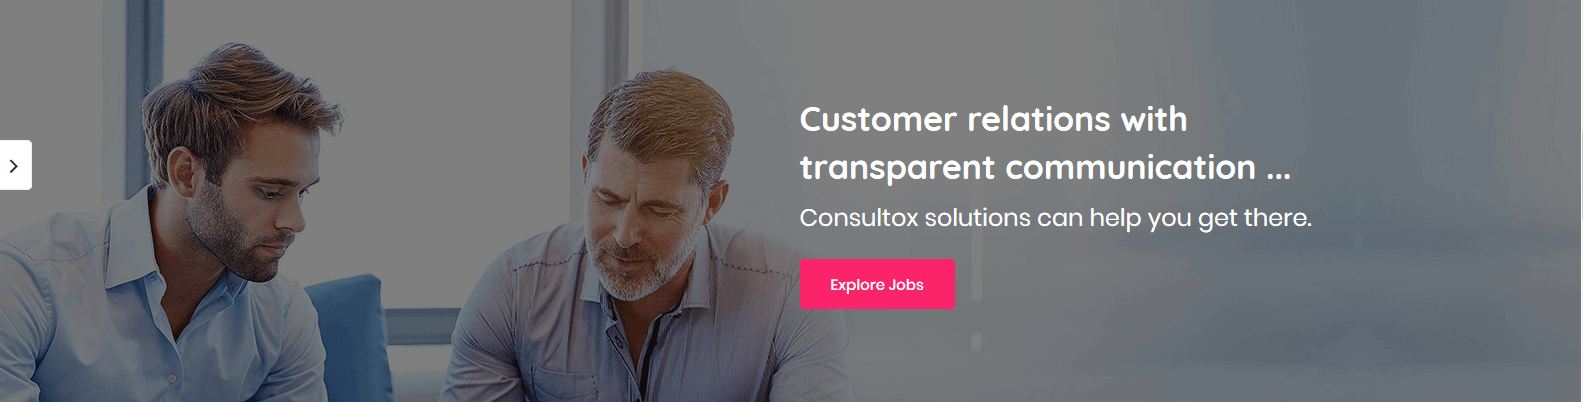 Customer relations with
transparent communication ...
Consultox solutions can help you get there.
Explore Jobs